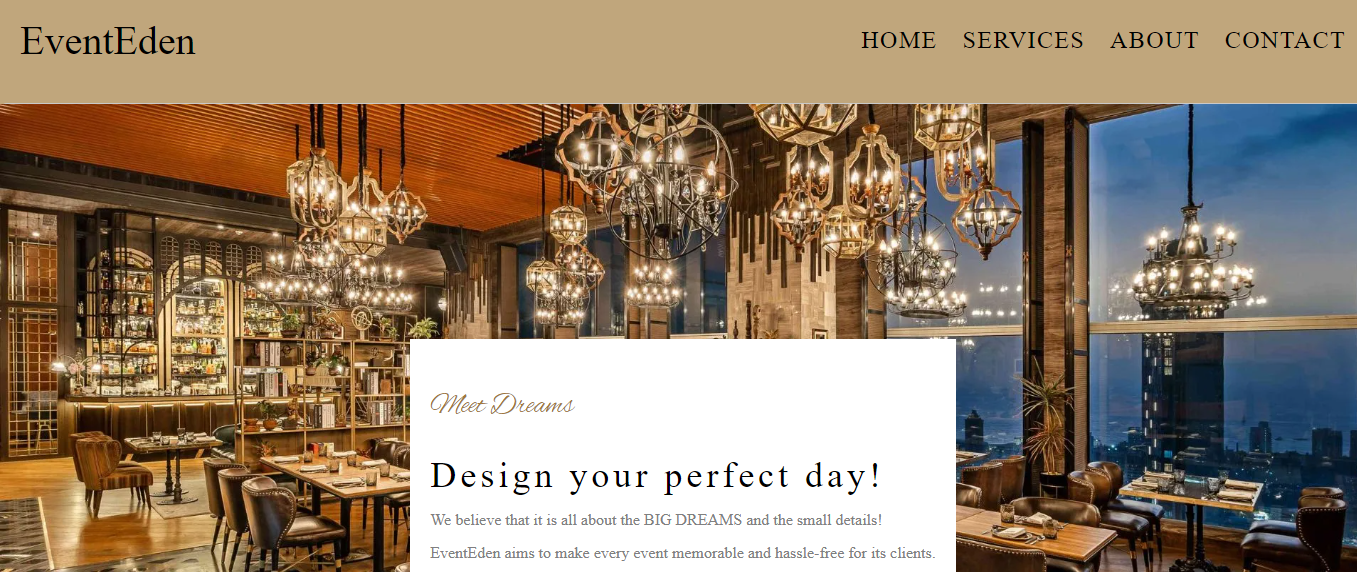 EventEden
HOME SERVICES ABOUT CONTACT
Meet Dreams
Design your perfect day!
We believe that it is all about the BIG DREAMS and the small details!
EventEden aims to make every event memorable and hassle-free for its clients.